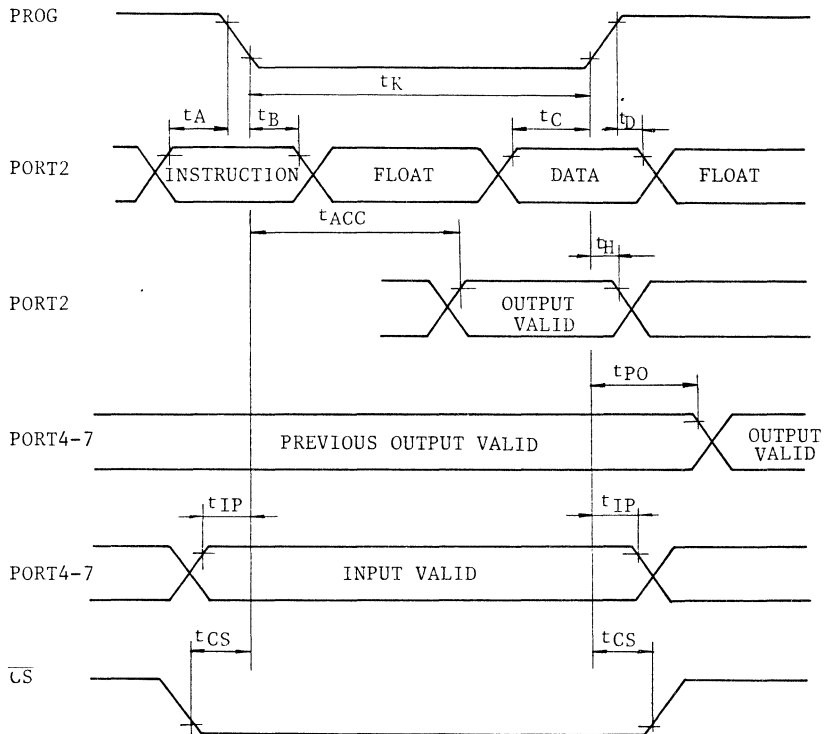 PROG
tK
tA
tB
tC
tD
PORT2
INSTRUCTION
FLOAT
DATA
FLOAT
tACC
tH
PORT2
OUTPUT
VALID
tPO
PORT4-7
PREVIOUS OUTPUT VALID
OUTPUT
VALID
tIP
tIP
PORT4-7
INPUT VALID
tCS
tCS
CS